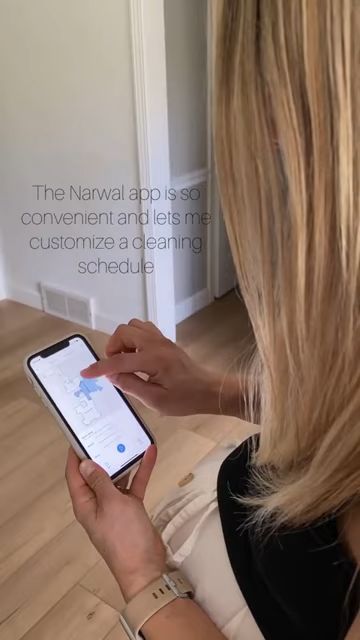 The Narwal app is so
convenient and lets me
customize a cleaning
schedule